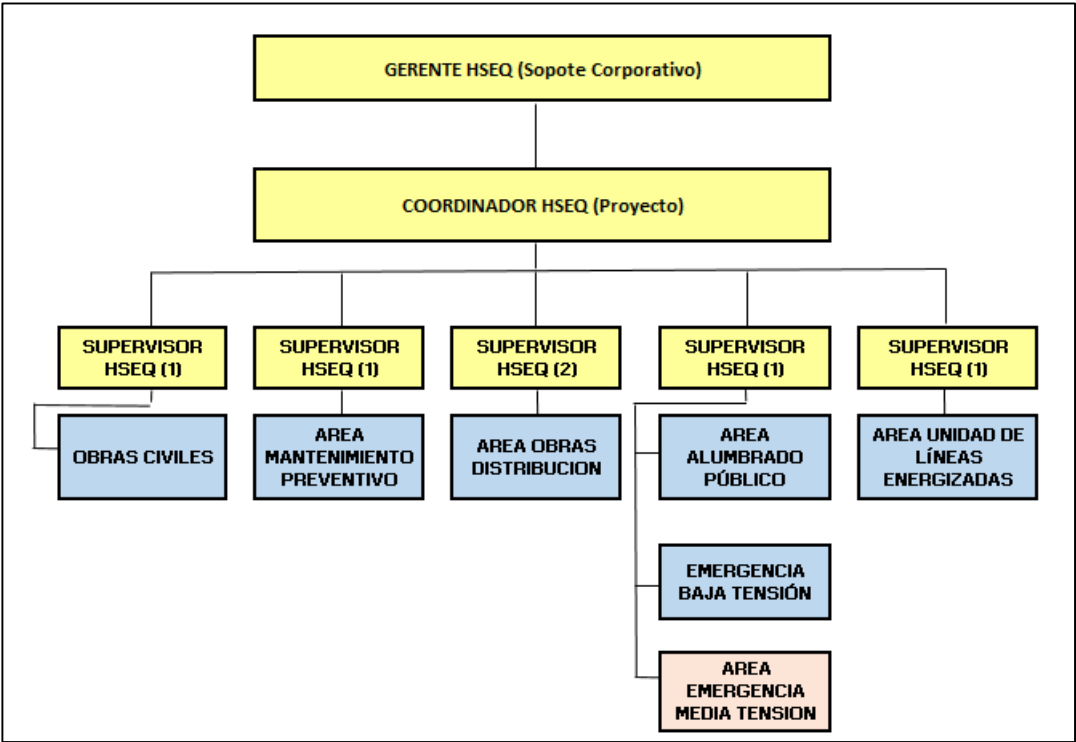 GERENTE HSEQ (Sopote Corporativo)
COORDINADOR HSEQ (Proyecto)
SUPERVISOR
HSEQ (1)
SUPERVISOR
HSEQ (1)
SUPERVISOR
HSEQ (2)
SUPERVISOR
HSEQ (1)
SUPERVISOR
HSEQ (1)
OBRAS CIVILES
AREA
MANTENIMIENTO
PREVENTIVO
AREA OBRAS
DISTRIBUCION
AREA
ALUMBRADO
PÚBLICO
AREA UNIDAD DE
LÍNEAS
ENERGIZADAS
EMERGENCIA
BAJA TENSIÓN
AREA
EMERGENCIA
MEDIA TENSION